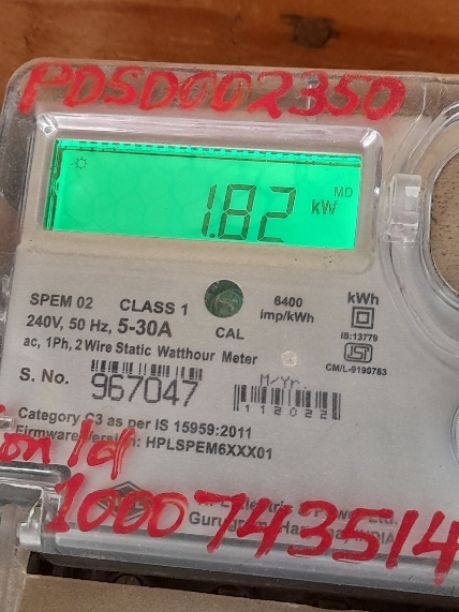 PDSD002350
MD
1.82 kW
SPEM 02 CLASS 1 6400 imp/kWh kWh
240V, 50 Hz, 5-30A CAL IS:13779
ac, 1Ph, 2 Wire Static Watthour Meter
CM/L-9190783
S. No. 967047 M/Yr.
112022
Category C3 as per IS 15959:2011
Firmware Version: HPLSPEM6XXX01
Id
1000743514